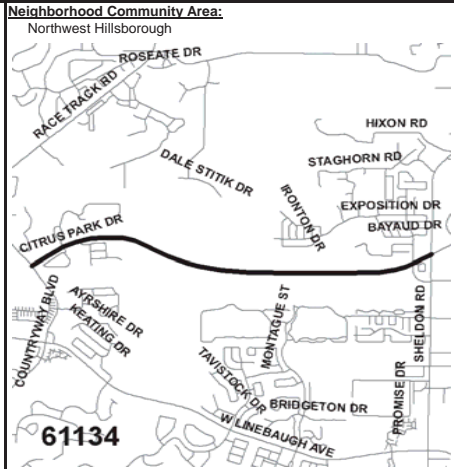 Neighborhood Community Area:
Northwest Hillsborough
ROSEATE DR
RACE TRACK RD
HIXON RD
DALE STITIK DR
STAGHORN RD
IRONTON DR
EXPOSITION DR
BAYAUD DR
CITRUS PARK DR
COUNTRYWAY BLVD
AYRSHIRE DR
KEATING DR
MONTAGUE ST
SHELDON RD
TAVISTOCK DR
PROMISE DR
BRIDGETON DR
W LINEBAUGH AVE
61134